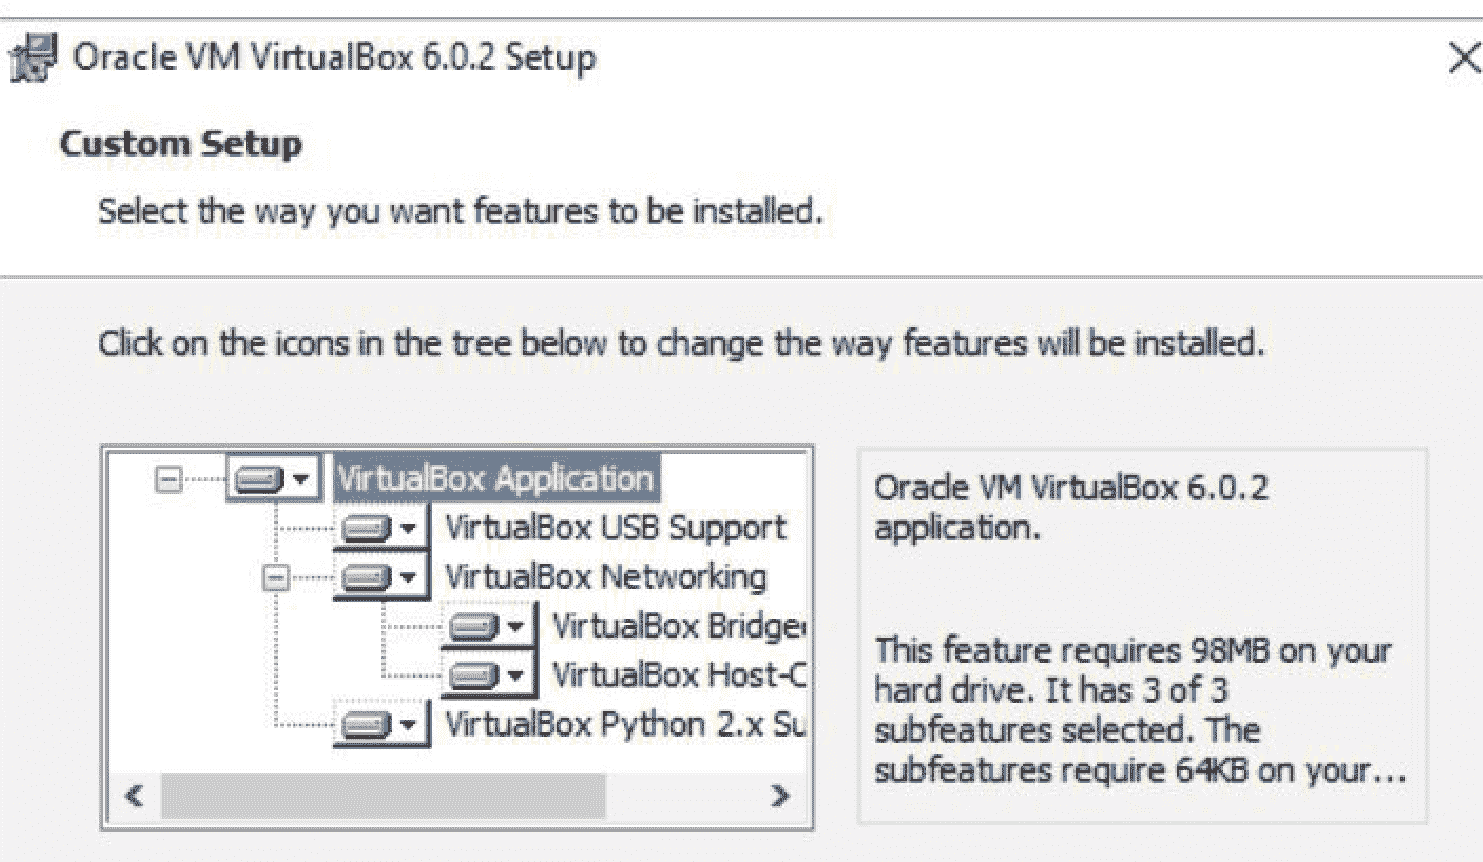 Oracle VM VirtualBox 6.0.2 Setup
Custom Setup
Select the way you want features to be installed.
Click on the icons in the tree below to change the way features will be installed.
VirtualBox Application
VirtualBox USB Support
VirtualBox Networking
VirtualBox Bridge
VirtualBox Host-C
VirtualBox Python 2.x Su
Oracle VM VirtualBox 6.0.2
application.
This feature requires 98MB on your
hard drive. It has 3 of 3
subfeatures selected. The
subfeatures require 64KB on your...